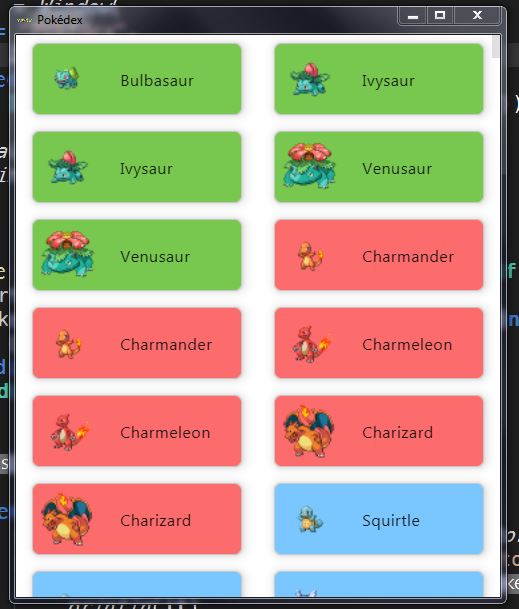 Pokédex
Bulbasaur
Ivysaur
Ivysaur
Venusaur
Venusaur
Charmander
Charmander
Charmeleon
Charmeleon
Charizard
Charizard
Squirtle